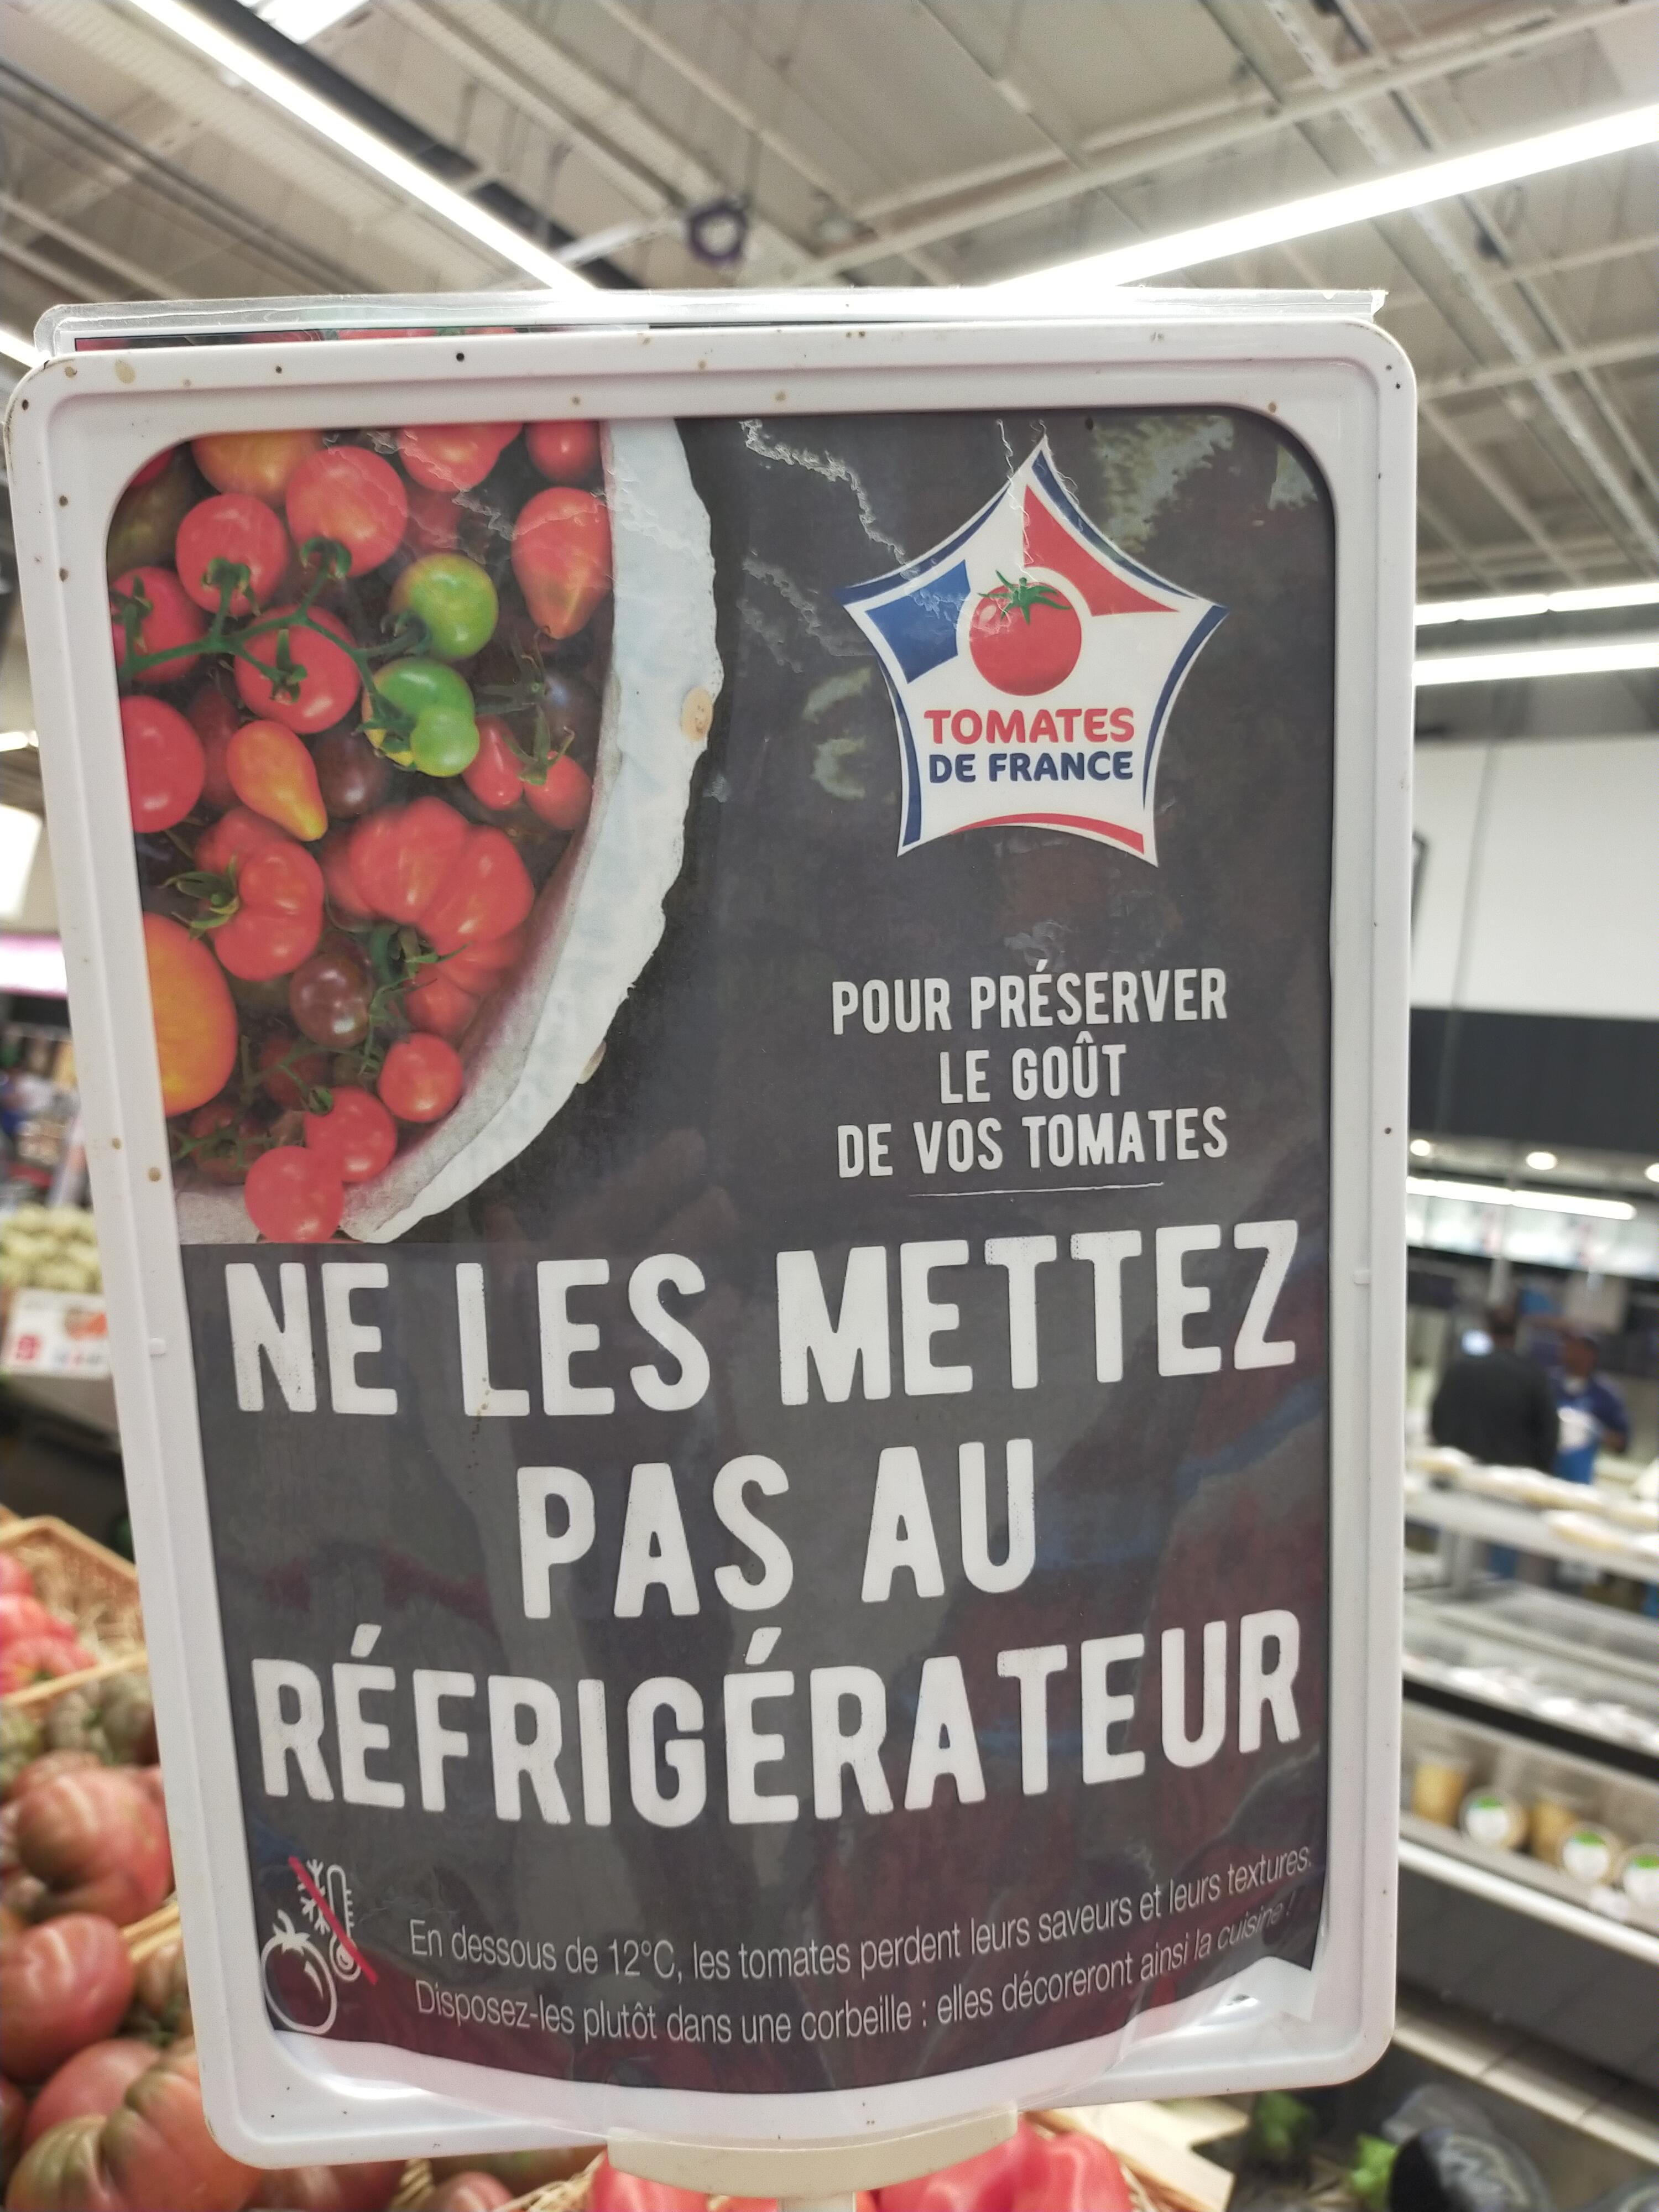 TOMATES
DE FRANCE
POUR PRÉSERVER
LE GOÛT
DE VOS TOMATES
NE LES METTEZ
PAS AU
RÉFRIGÉRATEUR
En dessous de 12°C, les tomates perdent leurs saveurs et leurs textures.
Disposez-les plutôt dans une corbeille : elles décoreront ainsi la cuisine !